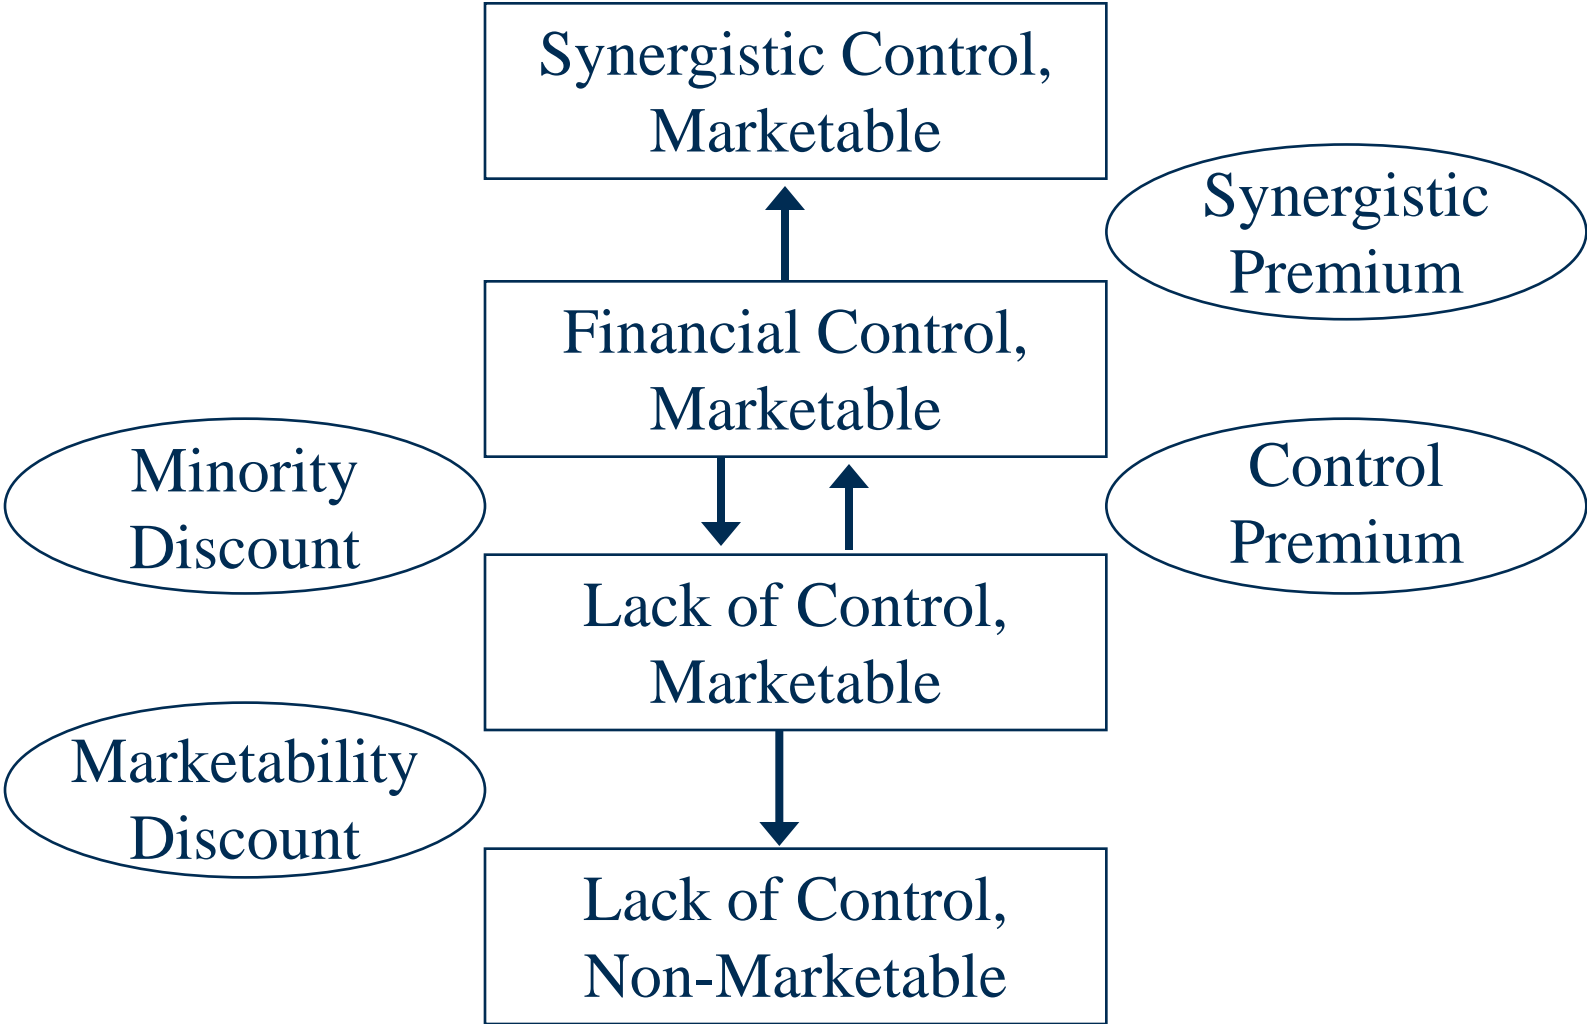 Synergistic Control,
Marketable
Synergistic
Premium
Financial Control,
Marketable
Minority
Discount
Control
Premium
Lack of Control,
Marketable
Marketability
Discount
Lack of Control,
Non-Marketable